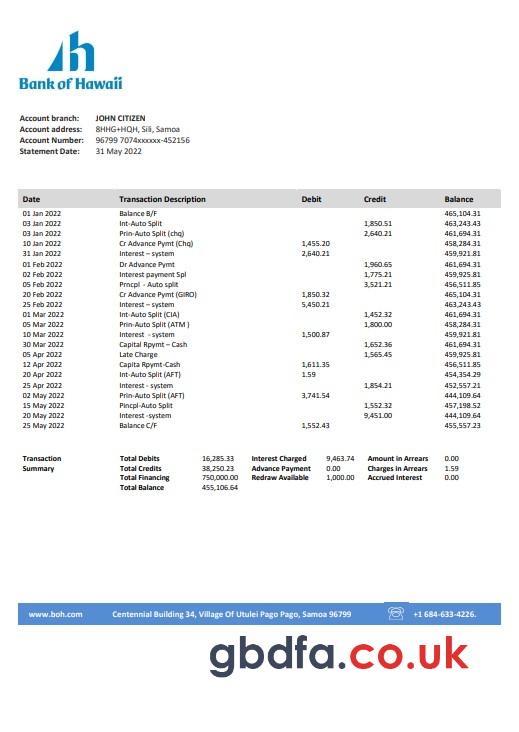 Bank of Hawaii
Account branch: JOHN CITIZEN
Account address: 8HHG+HQH, Sili, Samoa
Account Number: 96799 7074xxxxxx-452156
Statement Date: 31 May 2022
Date Transaction Description Debit Credit Balance
01 Jan 2022 Balance B/F 465,104.31
03 Jan 2022 Int-Auto Split 1,850.51 463,243.43
03 Jan 2022 Prin-Auto Split (chq) 2,640.21 461,694.31
10 Jan 2022 Cr Advance Pymt (Chq) 1,455.20 458,284.31
31 Jan 2022 Interest – system 2,640.21 459,921.81
01 Feb 2022 Dr Advance Pymt 1,960.65 461,694.31
02 Feb 2022 Interest payment Spl 1,775.21 459,925.81
05 Feb 2022 Prncpl - Auto split 3,521.21 456,511.85
20 Feb 2022 Cr Advance Pymt (GIRO) 1,850.32 465,104.31
25 Feb 2022 Interest – system 5,450.21 463,243.43
01 Mar 2022 Int-Auto Split (CIA) 1,452.32 461,694.31
05 Mar 2022 Prin-Auto Split (ATM ) 1,800.00 458,284.31
10 Mar 2022 Interest - system 1,500.87 459,921.81
30 Mar 2022 Capital Rpymt – Cash 1,652.36 461,694.31
05 Apr 2022 Late Charge 1,565.45 459,925.81
12 Apr 2022 Capita Rpymt-Cash 1,611.35 456,511.85
20 Apr 2022 Int-Auto Split (AFT) 1.59 454,354.29
25 Apr 2022 Interest - system 1,854.21 452,557.21
02 May 2022 Prin-Auto Split (AFT) 3,741.54 444,109.64
15 May 2022 Pincpl-Auto Split 1,552.32 457,198.52
20 May 2022 Interest-system 9,451.00 444,109.64
25 May 2022 Balance C/F 1,552.43 455,557.23
Transaction Total Debits 16,285.33 Interest Charged 9,463.74 Amount in Arrears 0.00
Summary Total Credits 38,250.23 Advance Payment 0.00 Charges in Arrears 1.59
Total Financing 750,000.00 Redraw Available 1,000.00 Accrued Interest 0.00
Total Balance 455,106.64
www.boh.com Centennial Building 34, Village Of Utulei Pago Pago, Samoa 96799 +1 684-633-4226.
gbdfa.co.uk